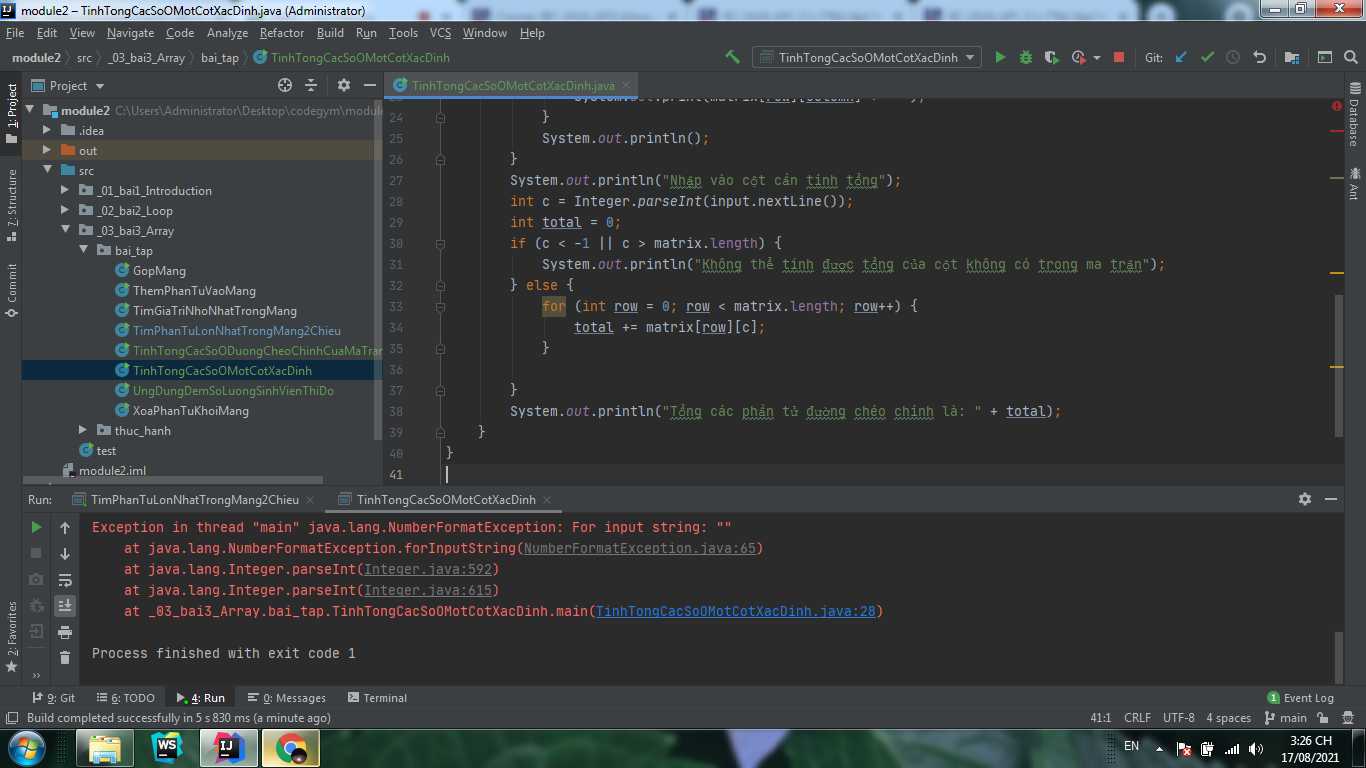 module2 – TinhTongCacSoOMotCotXacDinh.java (Administrator)
File Edit View Navigate Code Analyze Refactor Build Run Tools VCS Window Help
module2 src _03_bai3_Array bai_tap TinhTongCacSoOMotCotXacDinh
TinhTongCacSoOMotCotXacDinh Git:
Project
TinhTongCacSoOMotCotXacDinh.java
1: Project
7: Structure
Commit
2: Favorites
Database
Ant
module2 C:\Users\Administrator\Desktop\codegym\module
.idea
out
src
_01_bai1_Introduction
_02_bai2_Loop
_03_bai3_Array
bai_tap
GopMang
ThemPhanTuVaoMang
TimGiaTriNhoNhatTrongMang
TimPhanTuLonNhatTrongMang2Chieu
TinhTongCacSoODuongCheoChinhCuaMaTran
TinhTongCacSoOMotCotXacDinh
UngDungDemSoLuongSinhVienThiDo
XoaPhanTuKhoiMang
thuc_hanh
test
module2.iml
24 }
25 System.out.println();
26 }
27 System.out.println("Nhập vào cột cần tính tổng");
28 int c = Integer.parseInt(input.nextLine());
29 int total = 0;
30 if (c < -1 || c > matrix.length) {
31 System.out.println("Không thể tính được tổng của cột không có trong ma trận");
32 } else {
33 for (int row = 0; row < matrix.length; row++) {
34 total += matrix[row][c];
35 }
36
37 }
38 System.out.println("Tổng các phần tử đường chéo chính là: " + total);
39 }
40 }
41
Run: TimPhanTuLonNhatTrongMang2Chieu TinhTongCacSoOMotCotXacDinh
Exception in thread "main" java.lang.NumberFormatException: For input string: ""
at java.lang.NumberFormatException.forInputString(NumberFormatException.java:65)
at java.lang.Integer.parseInt(Integer.java:592)
at java.lang.Integer.parseInt(Integer.java:615)
at _03_bai3_Array.bai_tap.TinhTongCacSoOMotCotXacDinh.main(TinhTongCacSoOMotCotXacDinh.java:28)
Process finished with exit code 1
9: Git 6: TODO 4: Run 0: Messages Terminal 1 Event Log
Build completed successfully in 5 s 830 ms (a minute ago) 41:1 CRLF UTF-8 4 spaces main
EN 3:26 CH
17/08/2021